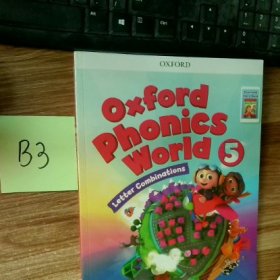 OXFORD
Oxford
Phonics
World 5
Letter Combinations
B3